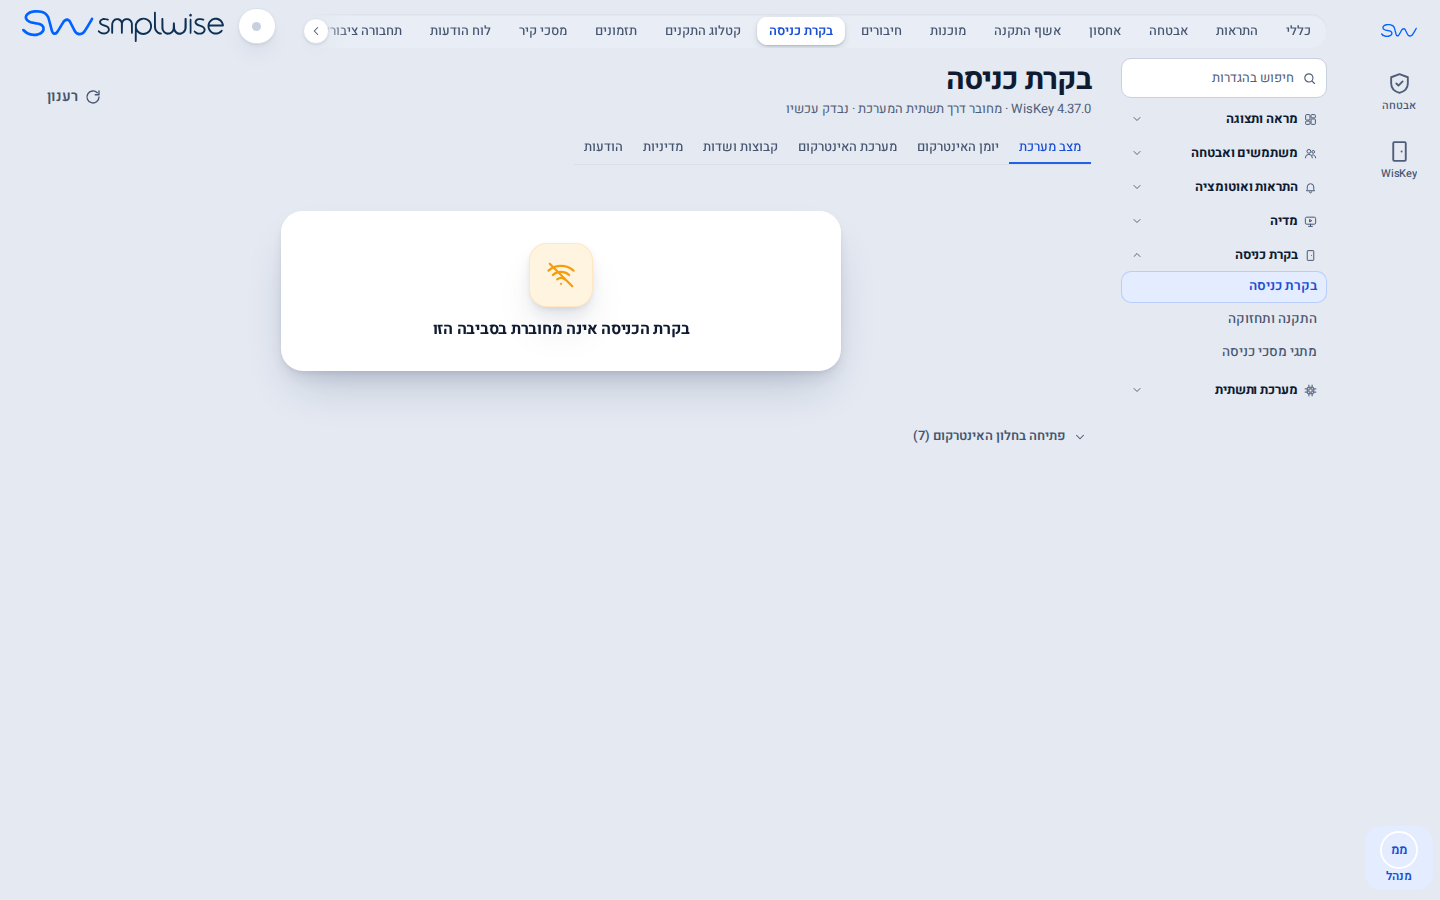 SW
אבטחה
WisKey
ממ
מנהל
כללי
התראות
אבטחה
אחסון
אשף התקנה
מוכנות
חיבורים
בקרת כניסה
קטלוג התקנים
תזמונים
מסכי קיר
לוח הודעות
תחבורה ציבור
SW smplwise
חיפוש בהגדרות
מראה ותצוגה
משתמשים ואבטחה
התראות ואוטומציה
מדיה
בקרת כניסה
בקרת כניסה
התקנה ותחזוקה
מתגי מסכי כניסה
מערכת ותשתית
בקרת כניסה
WisKey 4.37.0 · מחובר דרך תשתית המערכת · נבדק עכשיו
רענון
מצב מערכת
יומן האינטרקום
מערכת האינטרקום
קבוצות ושדות
מדיניות
הודעות
בקרת הכניסה אינה מחוברת בסביבה הזו
פתיחה בחלון האינטרקום (7)